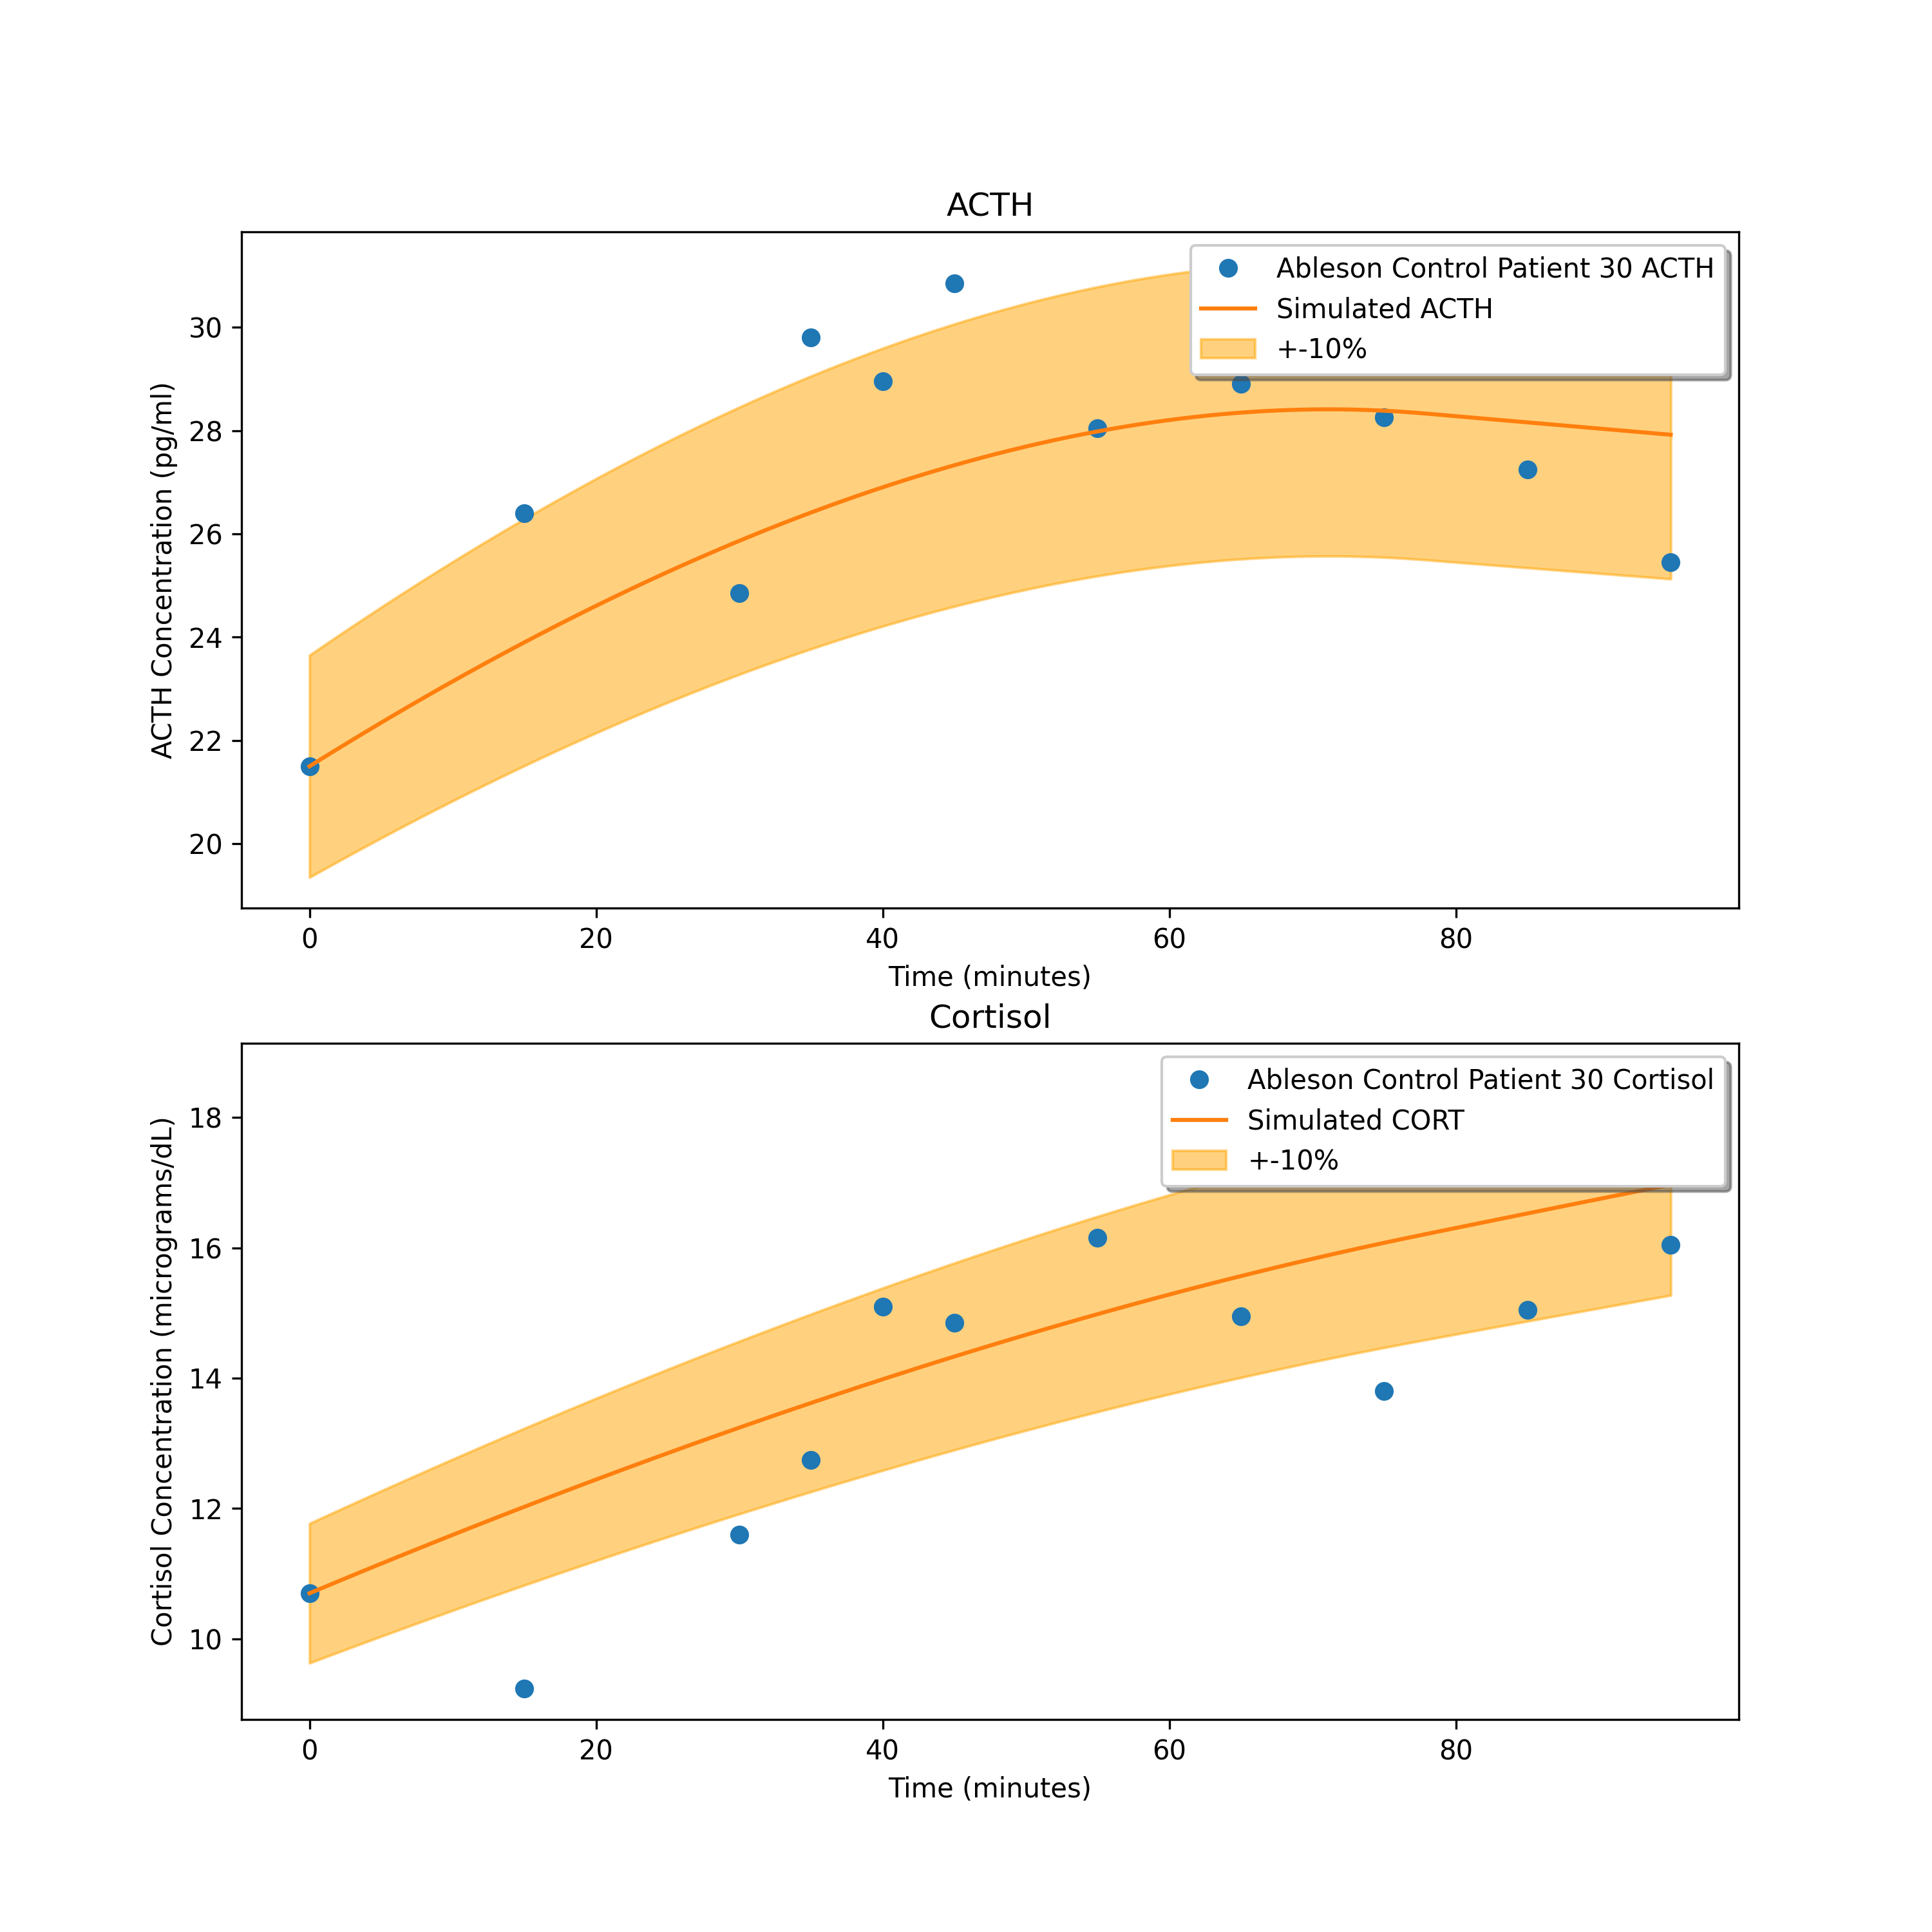 ACTH
Ableson Control Patient 30 ACTH
Simulated ACTH
+-10%
ACTH Concentration (pg/ml)
30
28
26
24
22
20
0 20 40 60 80
Time (minutes)
Cortisol
Ableson Control Patient 30 Cortisol
Simulated CORT
+-10%
Cortisol Concentration (micrograms/dL)
18
16
14
12
10
0 20 40 60 80
Time (minutes)